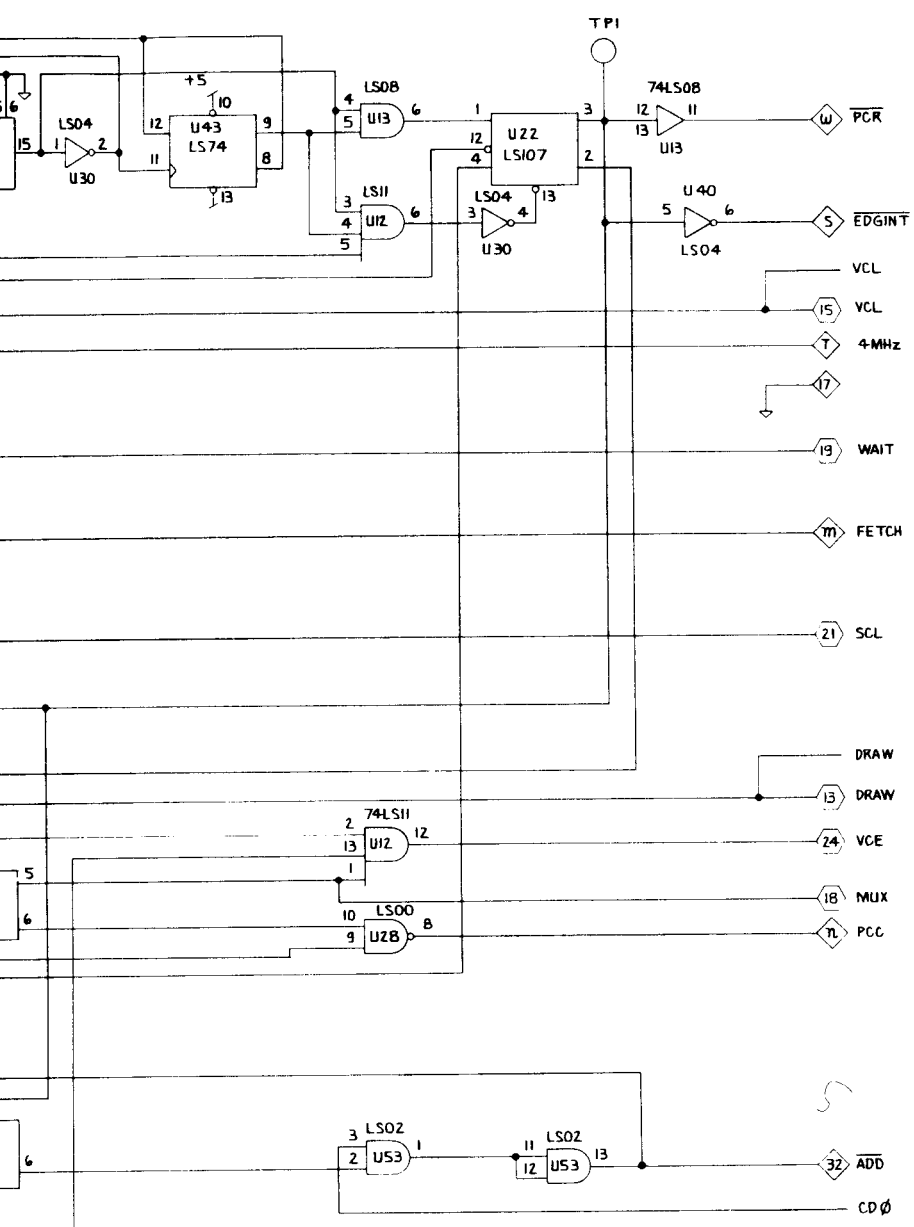 TP1
+5
10
LS08
4
5
U13
6
1
12
4
U22
LS107
3
2
13
74LS08
12
13
11
U13
W
PCR
6
15
LS04
1
2
U30
12
11
U43
LS74
9
8
13
LS11
3
4
5
U12
6
LS04
3
4
U30
U40
5
6
LS04
S
EDGINT
VCL
15
VCL
T
4MHz
17
19
WAIT
m
FETCH
21
SCL
DRAW
13
DRAW
74LS11
2
13
1
U12
12
24
VCE
5
18
MUX
6
LS00
10
9
U28
8
n
PCC
6
LS02
3
2
U53
1
LS02
11
12
U53
13
32
ADD
CDØ